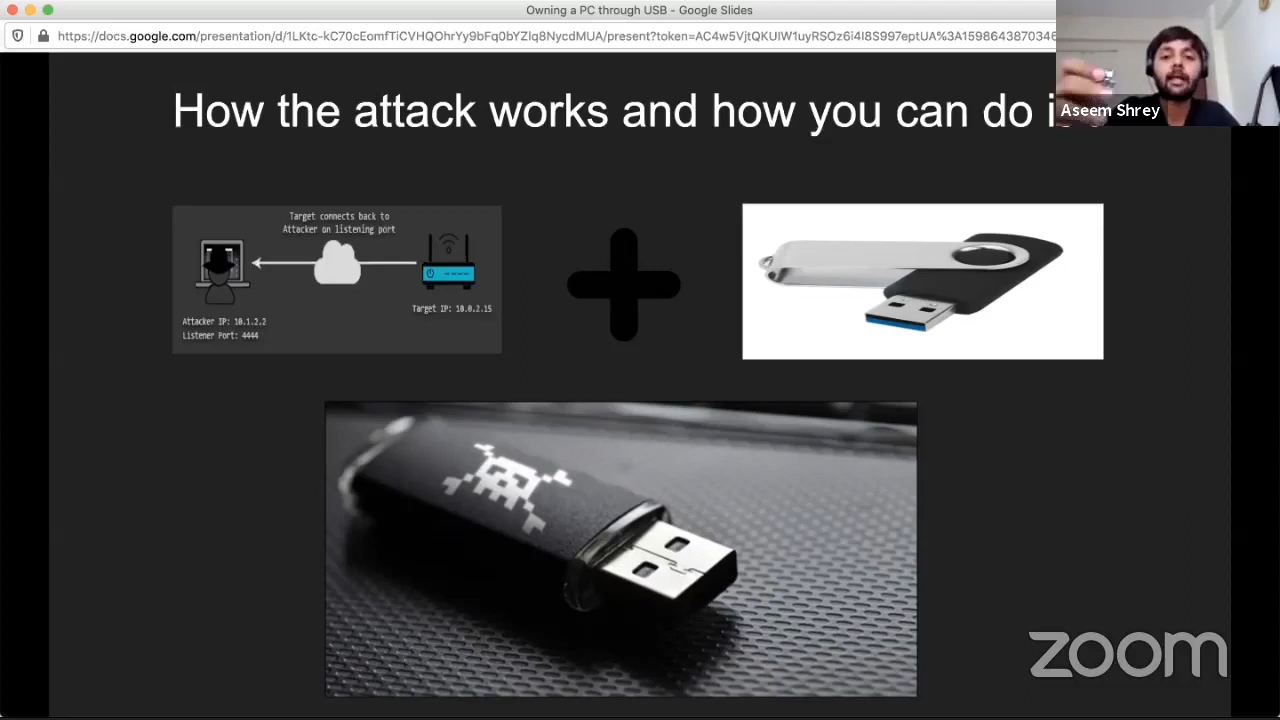 Owning a PC through USB - Google Slides
https://docs.google.com/presentation/d/1LKtc-kC70cEomfTiCVHQOhrYy9bFq0bYZIq8NycdMUA/present?token=AC4w5VjtQKUIW1uyRSOz6i4I8S997eptUA%3A1598643870346
Aseem Shrey
How the attack works and how you can do
Target connects back to
Attacker on listening port
Target IP: 10.0.2.15
Attacker IP: 10.1.2.2
Listener Port: 4444
zoom